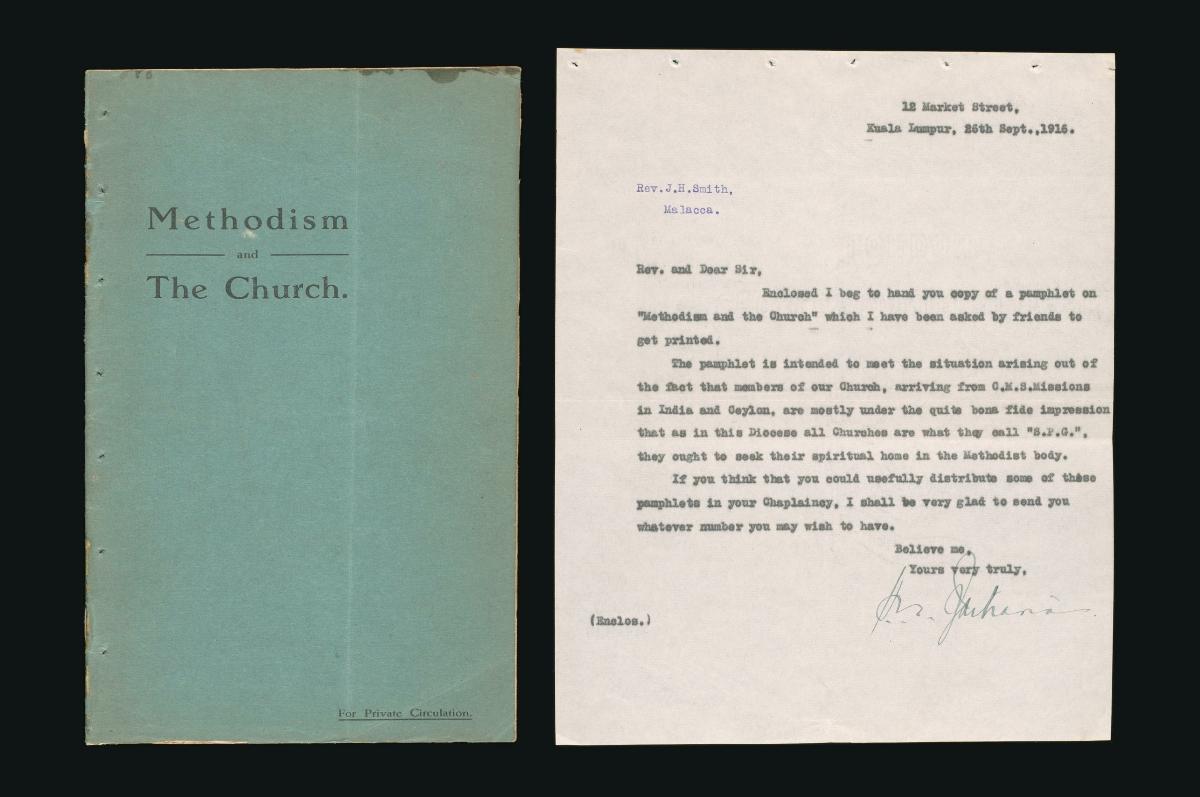 Methodism
and
The Church.
For Private Circulation.
12 Market Street,
Kuala Lumpur, 26th Sept.,1916.
Rev.J.H.Smith,
Malacca.
Rev. and Dear Sir,
Enclosed I beg to hand you copy of a pamphlet on
"Methodism and the Church" which I have been asked by friends to
get printed.
The pamphlet is intended to meet the situation arising out of
the fact that members of our Church, arriving from C.M.S.Missions
in India and Ceylon, are mostly under the quite bona fide impression
that as in this Diocese all Churches are what they call "S.P.G.",
they ought to seek their spiritual home in the Methodist body.
If you think that you could usefully distribute some of these
pamphlets in your Chaplaincy, I shall be very glad to send you
whatever number you may wish to have.
Believe me,
Yours very truly,
(Enclos.)